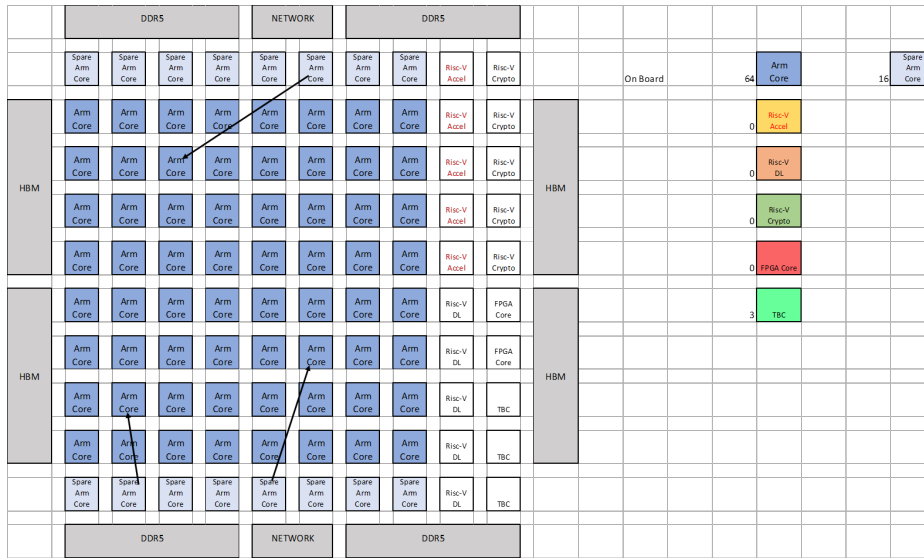 DDR5 NETWORK DDR5
Spare Spare Spare Spare Spare Spare Spare Spare Spare
Arm Arm Arm Arm Arm Arm Arm Arm Risc-V Risc-V Arm Arm
Core Core Core Core Core Core Core Core Accel Crypto On Board 64 Core 16 Core
Arm Arm Arm Arm Arm Arm Arm Arm Risc-V Risc-V Risc-V
Core Core Core Core Core Core Core Core Accel Crypto 0 Accel
Arm Arm Arm Arm Arm Arm Arm Arm Risc-V Risc-V Risc-V
Core Core Core Core Core Core Core Core Accel Crypto 0 DL
HBM HBM
Arm Arm Arm Arm Arm Arm Arm Arm Risc-V Risc-V Risc-V
Core Core Core Core Core Core Core Core Accel Crypto 0 Crypto
Arm Arm Arm Arm Arm Arm Arm Arm Risc-V Risc-V
Core Core Core Core Core Core Core Core Accel Crypto 0 FPGA Core
Arm Arm Arm Arm Arm Arm Arm Arm Risc-V FPGA
Core Core Core Core Core Core Core Core DL Core 3 TBC
Arm Arm Arm Arm Arm Arm Arm Arm Risc-V FPGA
Core Core Core Core Core Core Core Core DL Core
HBM HBM
Arm Arm Arm Arm Arm Arm Arm Arm Risc-V
Core Core Core Core Core Core Core Core DL TBC
Arm Arm Arm Arm Arm Arm Arm Arm Risc-V
Core Core Core Core Core Core Core Core DL TBC
Spare Spare Spare Spare Spare Spare Spare Spare
Arm Arm Arm Arm Arm Arm Arm Arm Risc-V
Core Core Core Core Core Core Core Core DL TBC
DDR5 NETWORK DDR5